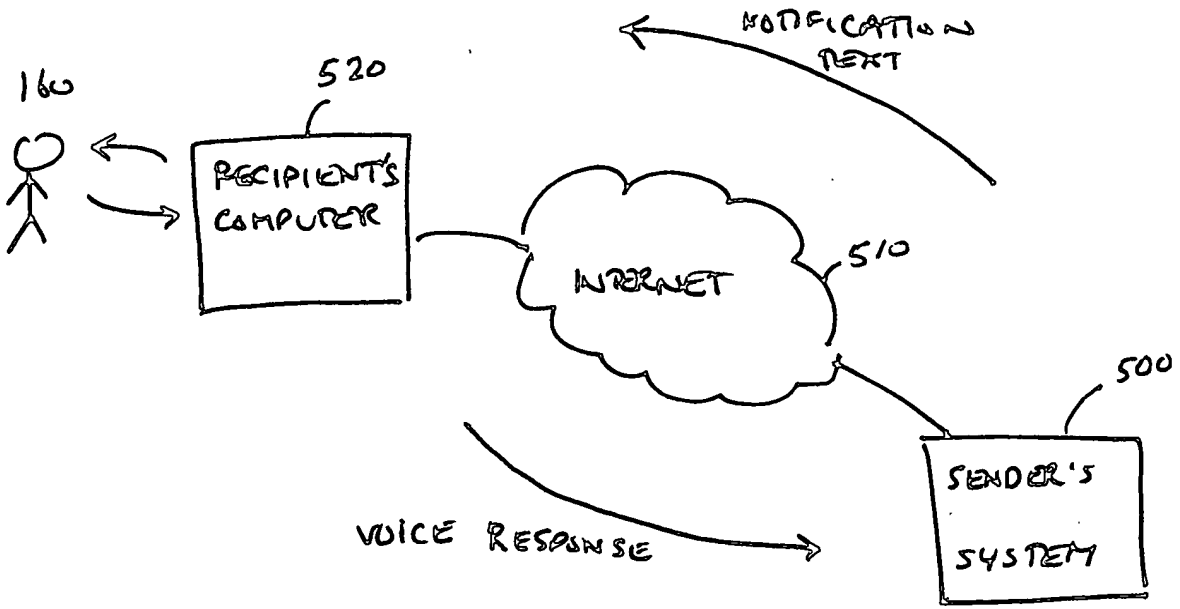 NOTIFICATION
TEXT
520
160
RECIPIENT'S
COMPUTER
510
INTERNET
500
SENDER'S
SYSTEM
VOICE RESPONSE